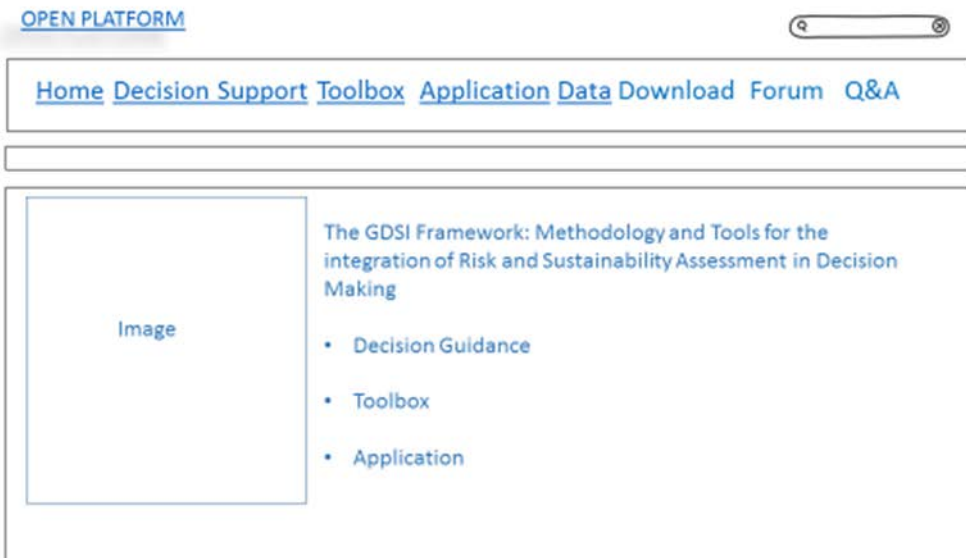 OPEN PLATFORM
Home Decision Support Toolbox Application Data Download Forum Q&A
The GDSI Framework: Methodology and Tools for the
integration of Risk and Sustainability Assessment in Decision
Making
Image
• Decision Guidance
• Toolbox
• Application